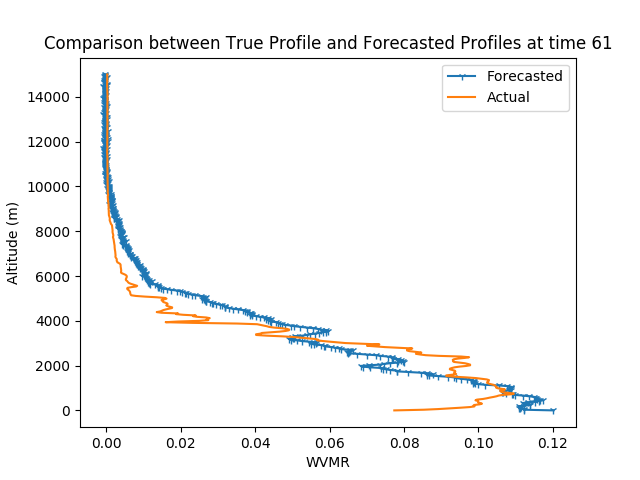 Comparison between True Profile and Forecasted Profiles at time 61
Forecasted
Actual
14000
12000
10000
8000
6000
4000
2000
0
Altitude (m)
0.00 0.02 0.04 0.06 0.08 0.10 0.12
WVMR